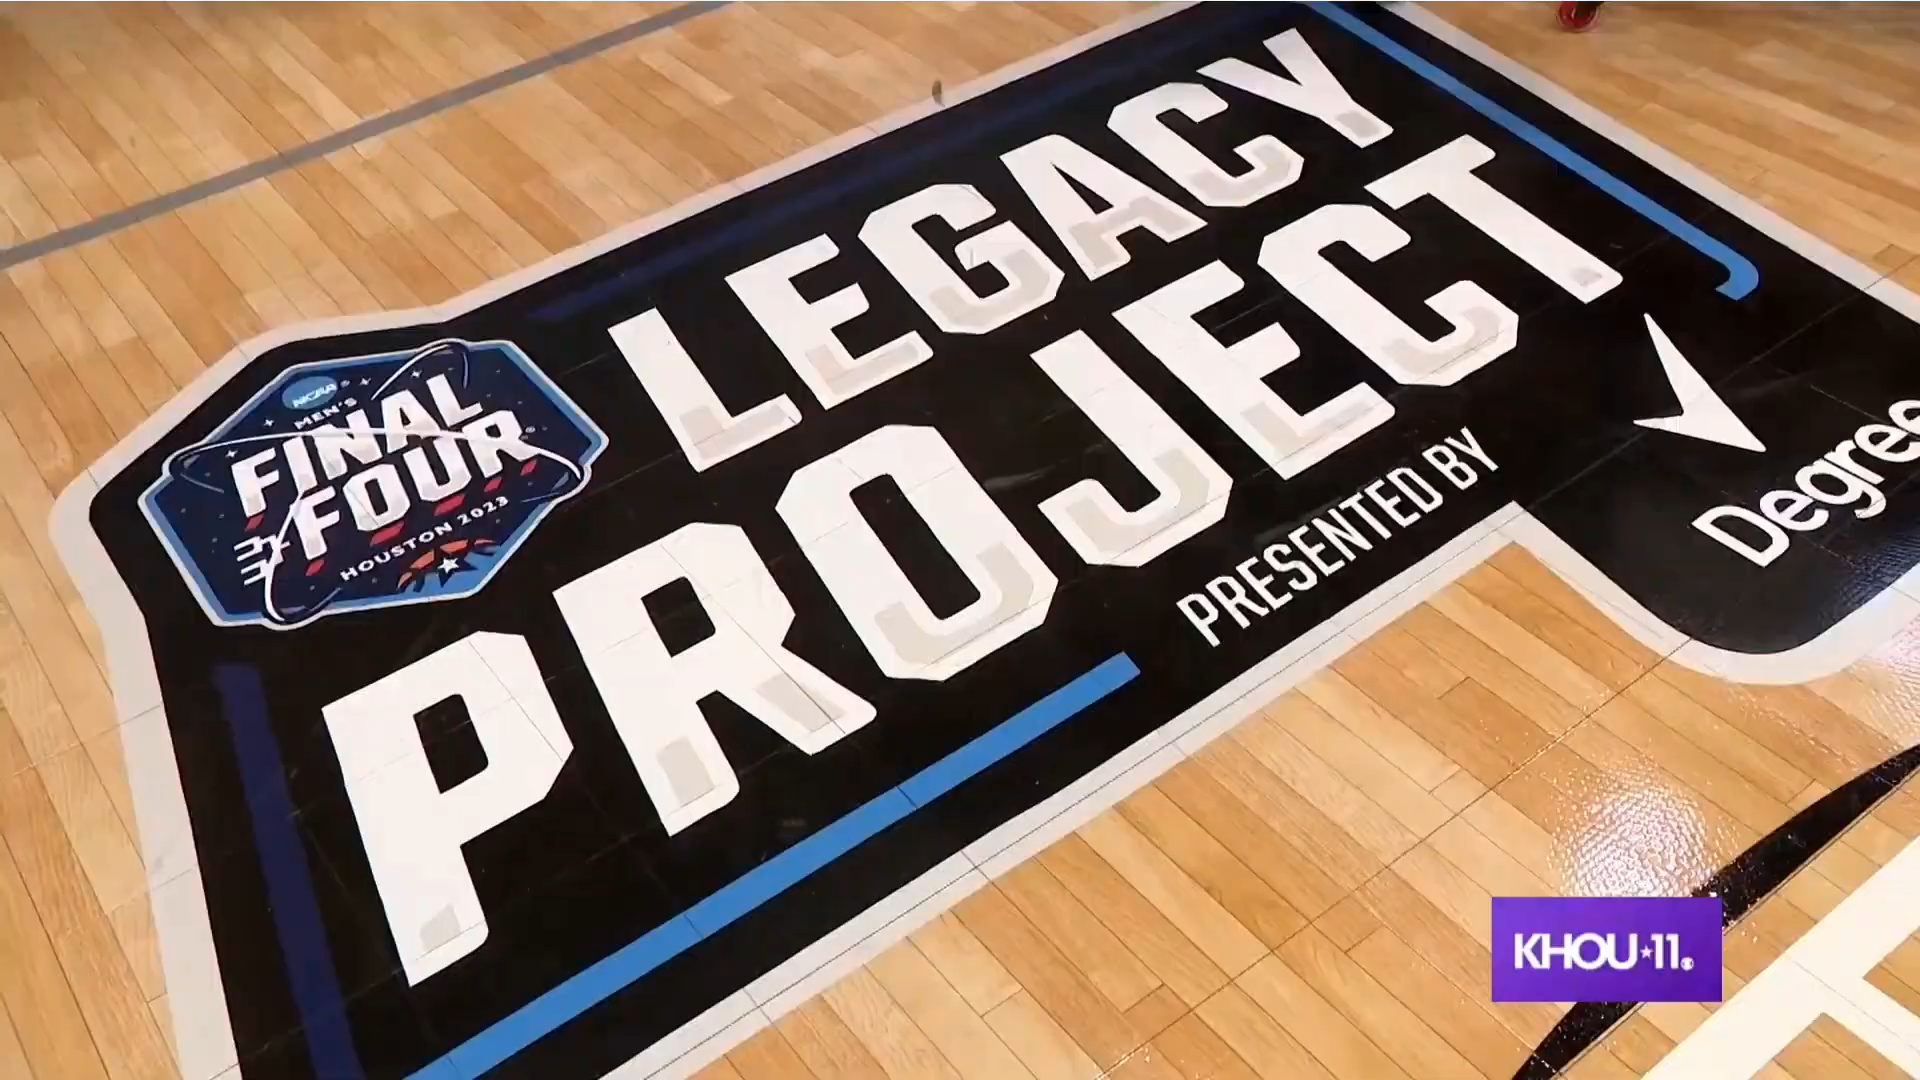 LEGACY
PROJECT
PRESENTED BY
Degree
NCAA
MEN'S
FINAL
FOUR
HOUSTON 2023
KHOU★11.